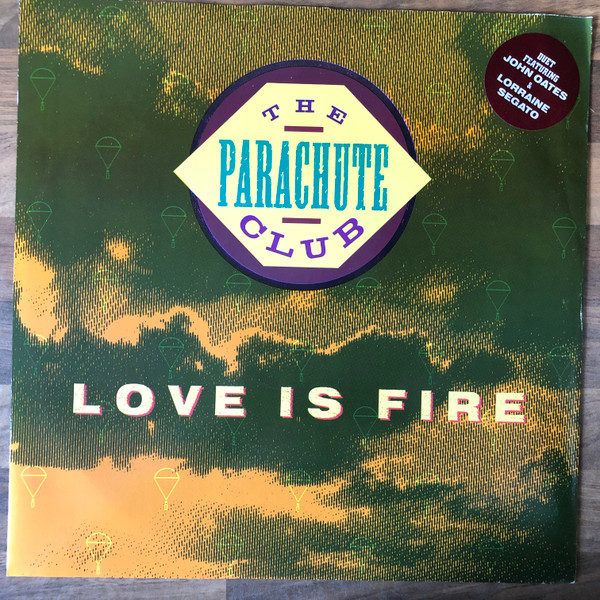 THE
PARACHUTE
CLUB
DUET
FEATURING
JOHN OATES
&
LORRAINE
SEGATO
LOVE IS FIRE